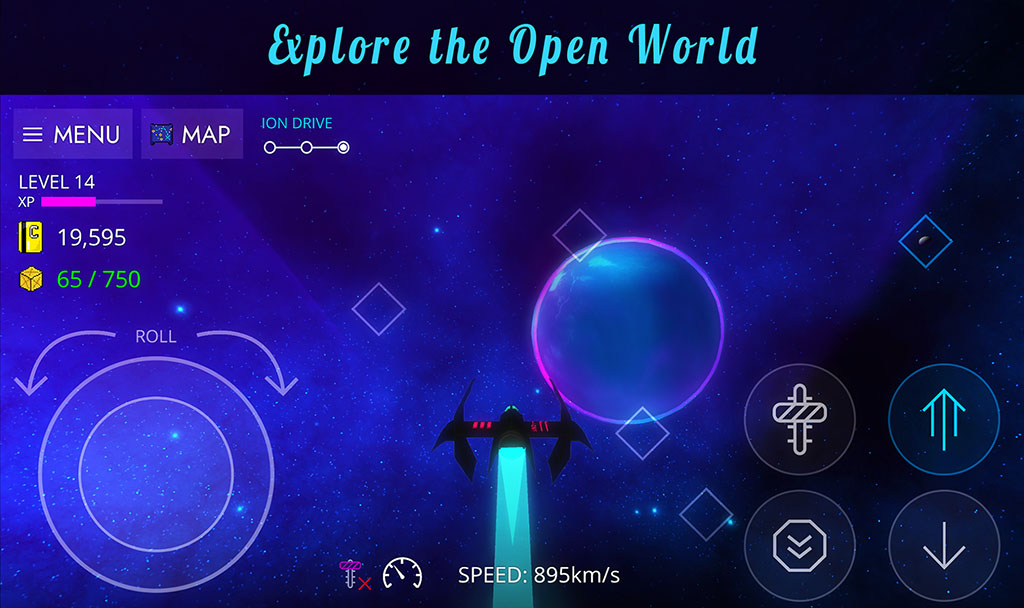 Explore the Open World
MENU
MAP
ION DRIVE
LEVEL 14
XP
C
19,595
65 / 750
ROLL
SPEED: 895km/s